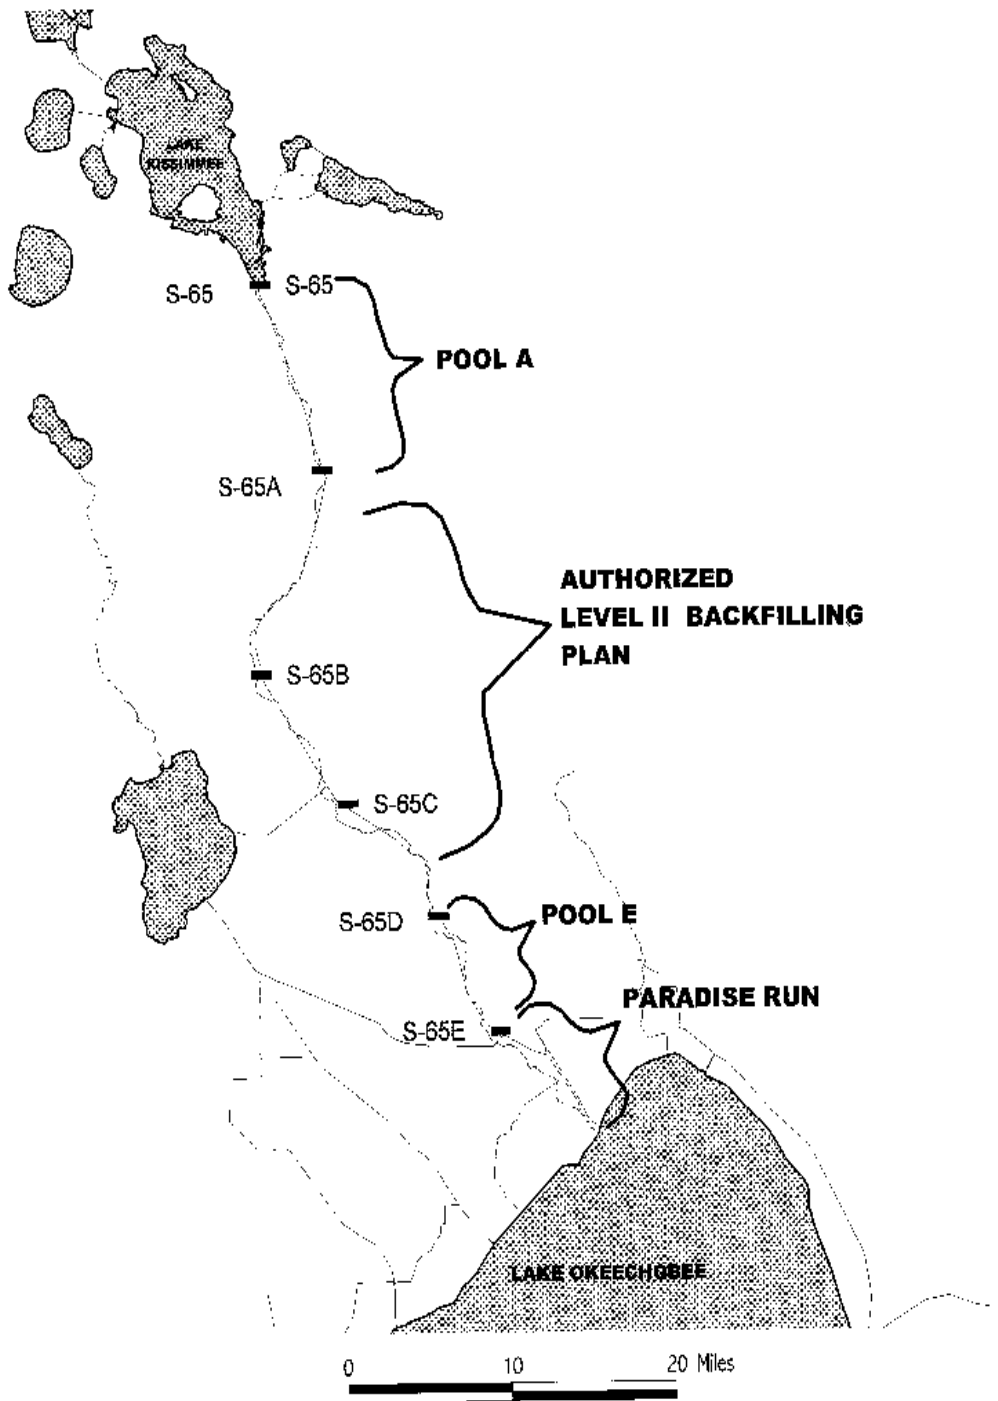 LAKE
KISSIMMEE
S-65
S-65
POOL A
S-65A
AUTHORIZED
LEVEL II BACKFILLING
PLAN
S-65B
S-65C
S-65D
POOL E
PARADISE RUN
S-65E
LAKE OKEECHOBEE
0 10 20 Miles